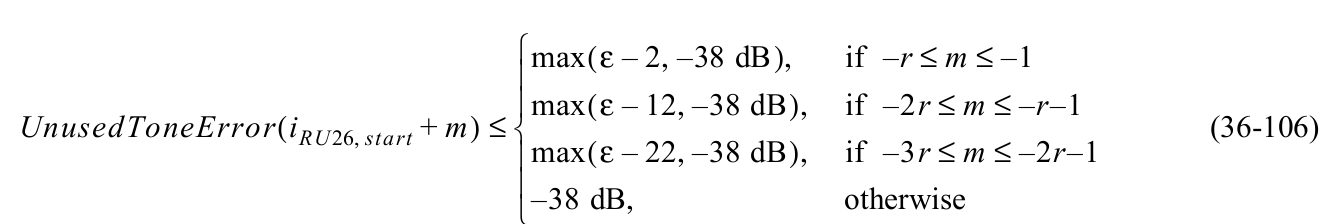 max(ε – 2, –38 dB), if –r ≤ m ≤ –1
max(ε – 12, –38 dB), if –2r ≤ m ≤ –r–1
UnusedToneError(i_{RU26, start} + m) ≤ { (36-106)
max(ε – 22, –38 dB), if –3r ≤ m ≤ –2r–1
–38 dB, otherwise